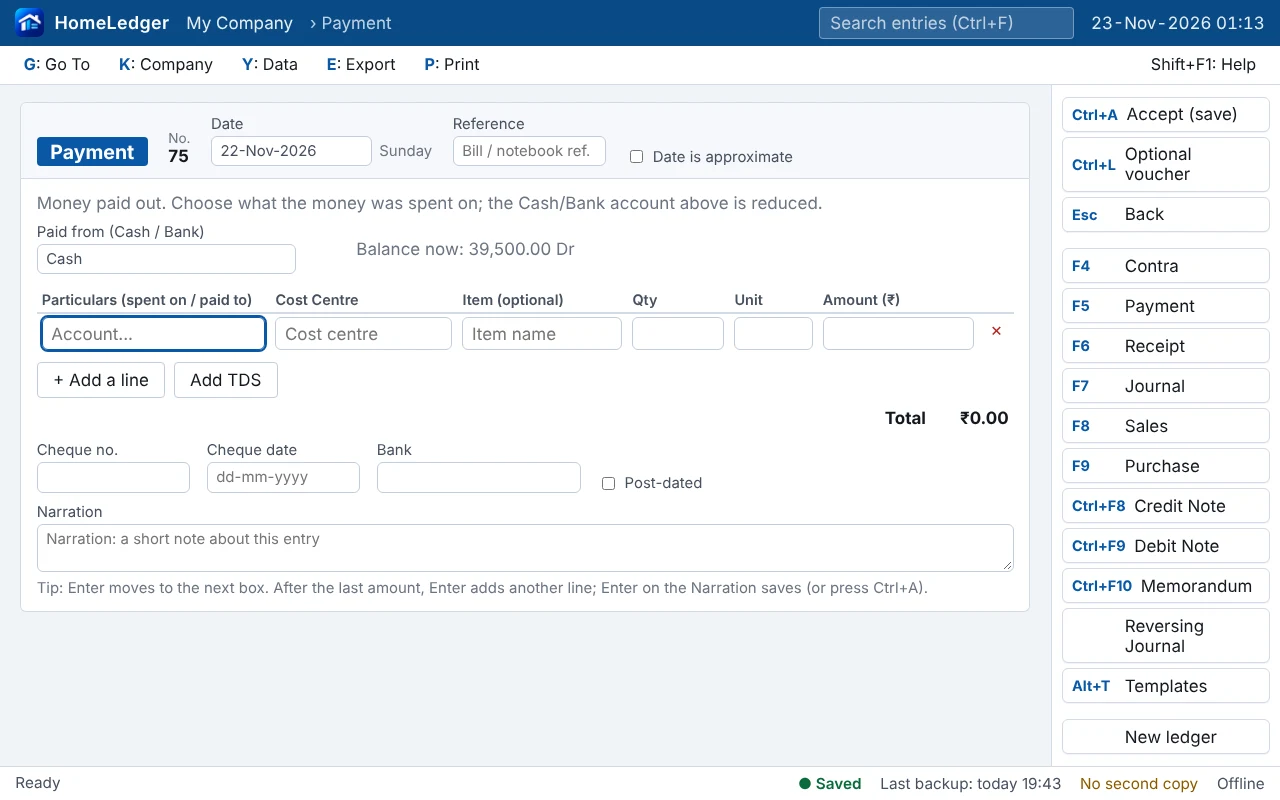 HomeLedger My Company › Payment Search entries (Ctrl+F) 23-Nov-2026 01:13
G: Go To K: Company Y: Data E: Export P: Print Shift+F1: Help
Payment
No.
75
Date
22-Nov-2026 Sunday
Reference
Bill / notebook ref.
Date is approximate
Money paid out. Choose what the money was spent on; the Cash/Bank account above is reduced.
Paid from (Cash / Bank)
Cash
Balance now: 39,500.00 Dr
Particulars (spent on / paid to) Cost Centre Item (optional) Qty Unit Amount (₹)
Account... Cost centre Item name ×
+ Add a line Add TDS
Total ₹0.00
Cheque no. Cheque date Bank
dd-mm-yyyy Post-dated
Narration
Narration: a short note about this entry
Tip: Enter moves to the next box. After the last amount, Enter adds another line; Enter on the Narration saves (or press Ctrl+A).
Ctrl+A Accept (save)
Ctrl+L Optional
voucher
Esc Back
F4 Contra
F5 Payment
F6 Receipt
F7 Journal
F8 Sales
F9 Purchase
Ctrl+F8 Credit Note
Ctrl+F9 Debit Note
Ctrl+F10 Memorandum
Reversing
Journal
Alt+T Templates
New ledger
Ready Saved Last backup: today 19:43 No second copy Offline